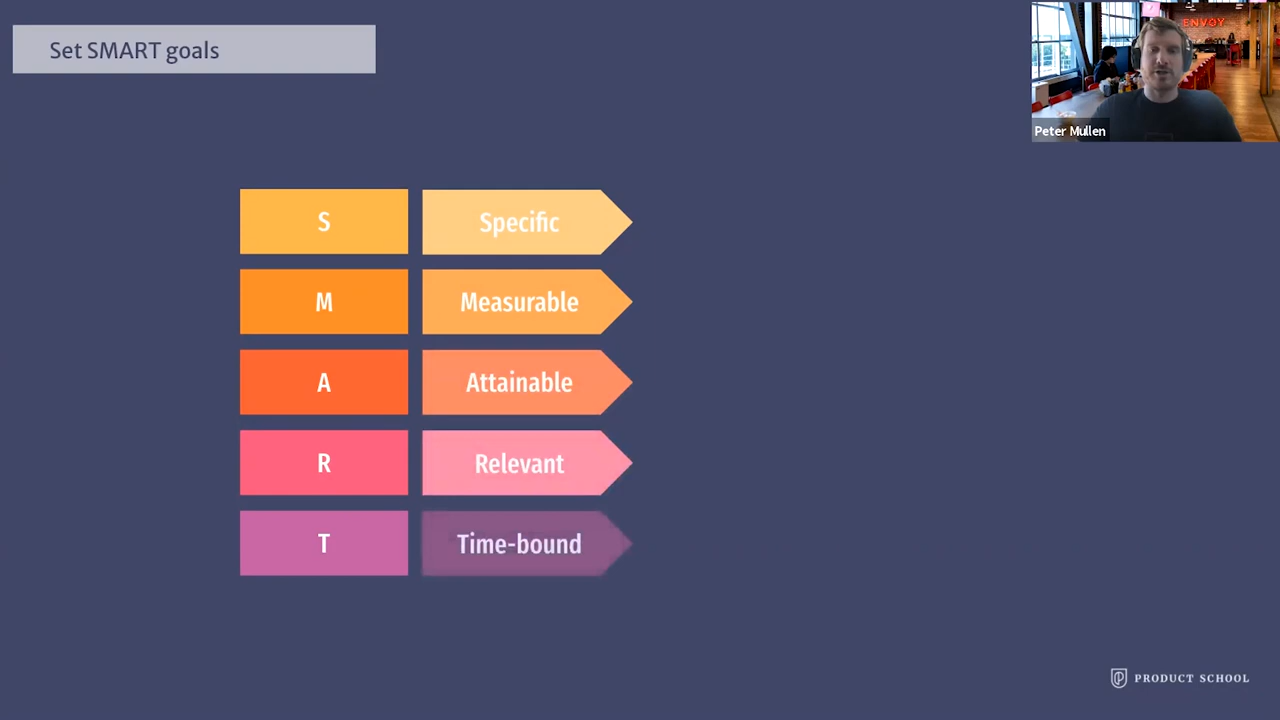 Set SMART goals
ENVOY
Peter Mullen
S Specific
M Measurable
A Attainable
R Relevant
T Time-bound
PRODUCT SCHOOL